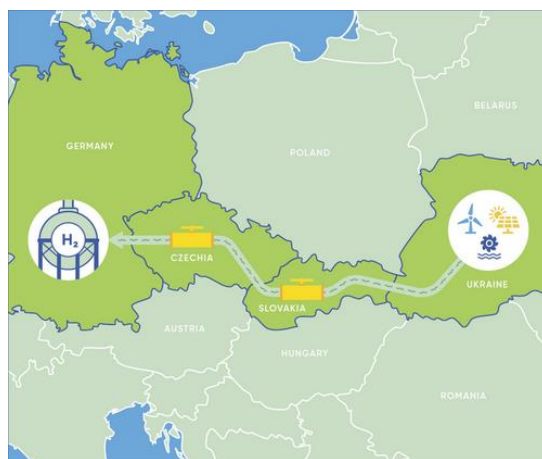 BELARUS
GERMANY
POLAND
H₂
CZECHIA
UKRAINE
SLOVAKIA
AUSTRIA
HUNGARY
ROMANIA